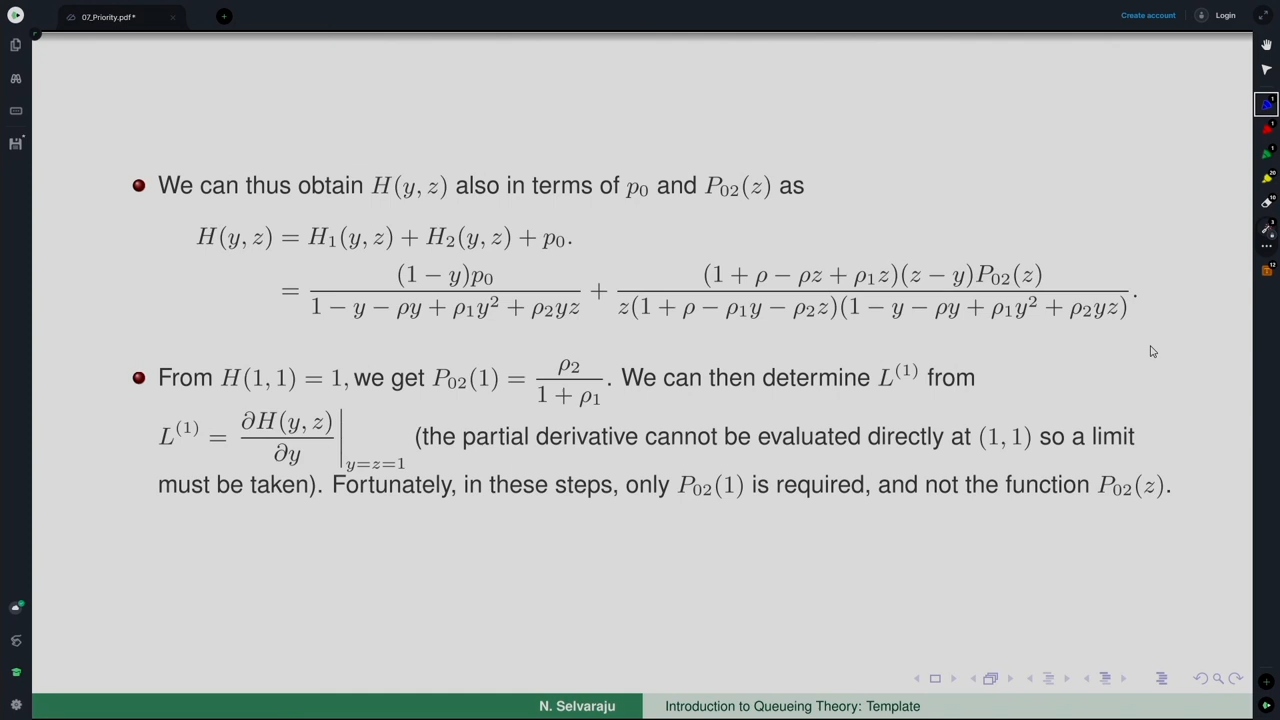 07_Priority.pdf*
Create account
Login
We can thus obtain H(y, z) also in terms of p₀ and P₀₂(z) as
H(y, z) = H₁(y, z) + H₂(y, z) + p₀.
= (1 − y)p₀ / (1 − y − ρy + ρ₁y² + ρ₂yz) + (1 + ρ − ρz + ρ₁z)(z − y)P₀₂(z) / z(1 + ρ − ρ₁y − ρ₂z)(1 − y − ρy + ρ₁y² + ρ₂yz) .
From H(1, 1) = 1, we get P₀₂(1) = ρ₂ / (1 + ρ₁) . We can then determine L⁽¹⁾ from
L⁽¹⁾ = ∂H(y, z)/∂y |y=z=1 (the partial derivative cannot be evaluated directly at (1, 1) so a limit
must be taken). Fortunately, in these steps, only P₀₂(1) is required, and not the function P₀₂(z).
N. Selvaraju
Introduction to Queueing Theory: Template